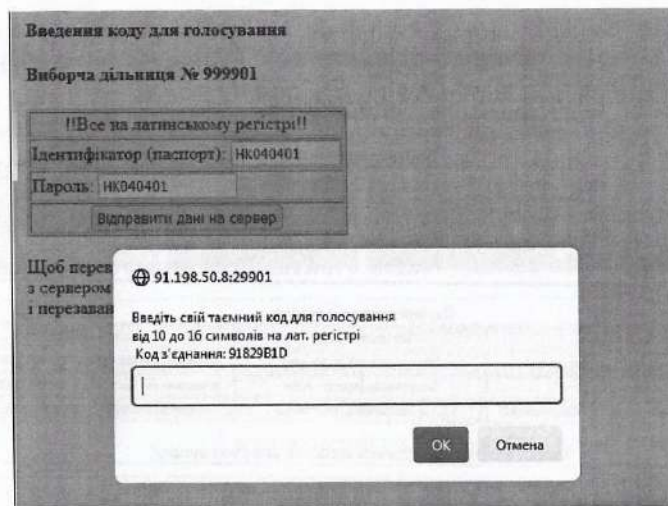 Введення коду для голосування
Виборча дільниця № 999901
!!Все на латинському регістрі!!
Ідентифікатор (паспорт): НК040401
Пароль: НК040401
Відправити дані на сервер
Щоб перев
з сервером
і перезаван
91.198.50.8:29901
Введіть свій таємний код для голосування
від 10 до 16 символів на лат. регістрі
Код з'єднання: 91829B1D
ОК
Отмена